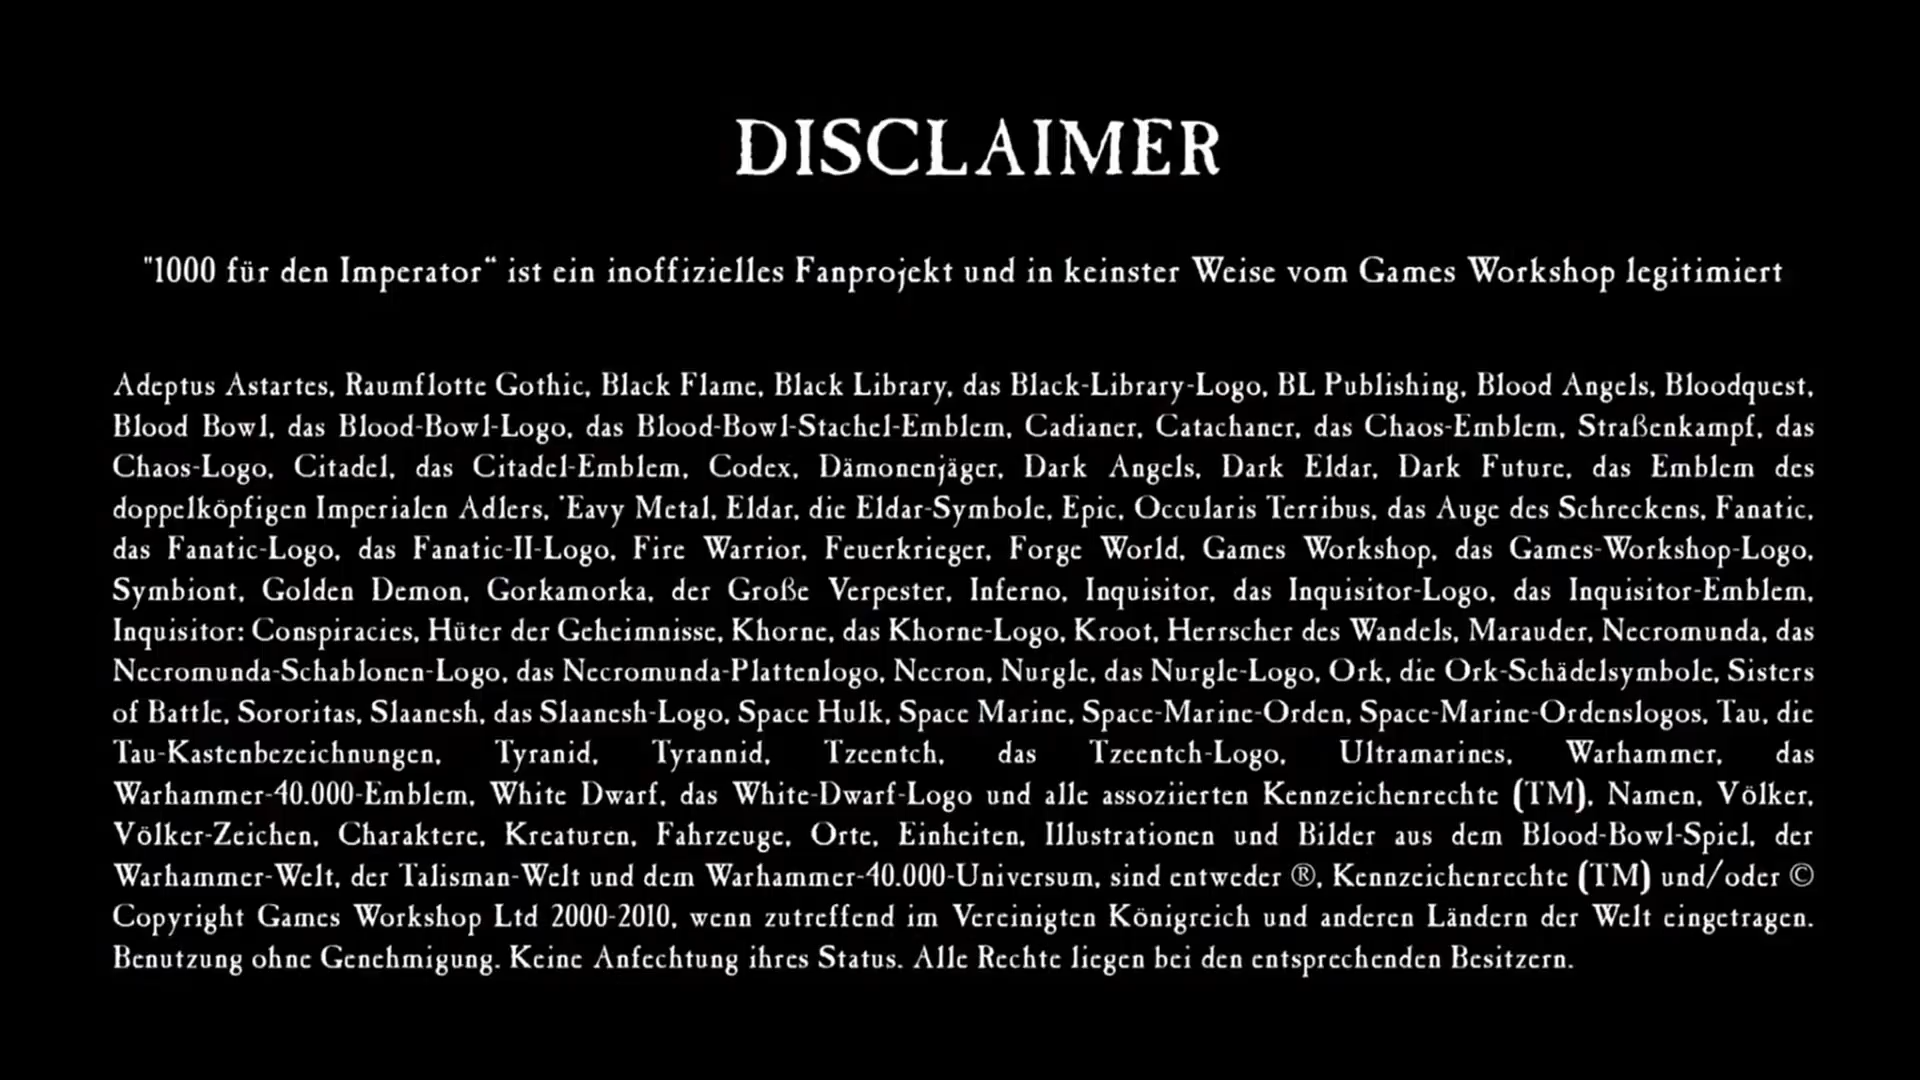 DISCLAIMER
"1000 für den Imperator“ ist ein inoffizielles Fanprojekt und in keinster Weise vom Games Workshop legitimiert
Adeptus Astartes, Raumflotte Gothic, Black Flame, Black Library, das Black-Library-Logo, BL Publishing, Blood Angels, Bloodquest,
Blood Bowl, das Blood-Bowl-Logo, das Blood-Bowl-Stachel-Emblem, Cadianer, Catachaner, das Chaos-Emblem, Straßenkampf, das
Chaos-Logo, Citadel, das Citadel-Emblem, Codex, Dämonenjäger, Dark Angels, Dark Eldar, Dark Future, das Emblem des
doppelköpfigen Imperialen Adlers, 'Eavy Metal, Eldar, die Eldar-Symbole, Epic, Occularis Terribus, das Auge des Schreckens, Fanatic,
das Fanatic-Logo, das Fanatic-II-Logo, Fire Warrior, Feuerkrieger, Forge World, Games Workshop, das Games-Workshop-Logo,
Symbiont, Golden Demon, Gorkamorka, der Große Verpester, Inferno, Inquisitor, das Inquisitor-Logo, das Inquisitor-Emblem,
Inquisitor: Conspiracies, Hüter der Geheimnisse, Khorne, das Khorne-Logo, Kroot, Herrscher des Wandels, Marauder, Necromunda, das
Necromunda-Schablonen-Logo, das Necromunda-Plattenlogo, Necron, Nurgle, das Nurgle-Logo, Ork, die Ork-Schädelsymbole, Sisters
of Battle, Sororitas, Slaanesh, das Slaanesh-Logo, Space Hulk, Space Marine, Space-Marine-Orden, Space-Marine-Ordenslogos, Tau, die
Tau-Kastenbezeichnungen, Tyranid, Tyrannid, Tzeentch, das Tzeentch-Logo, Ultramarines, Warhammer, das
Warhammer-40.000-Emblem, White Dwarf, das White-Dwarf-Logo und alle assoziierten Kennzeichenrechte (TM), Namen, Völker,
Völker-Zeichen, Charaktere, Kreaturen, Fahrzeuge, Orte, Einheiten, Illustrationen und Bilder aus dem Blood-Bowl-Spiel, der
Warhammer-Welt, der Talisman-Welt und dem Warhammer-40.000-Universum, sind entweder ®, Kennzeichenrechte (TM) und/oder ©
Copyright Games Workshop Ltd 2000-2010, wenn zutreffend im Vereinigten Königreich und anderen Ländern der Welt eingetragen.
Benutzung ohne Genehmigung. Keine Anfechtung ihres Status. Alle Rechte liegen bei den entsprechenden Besitzern.